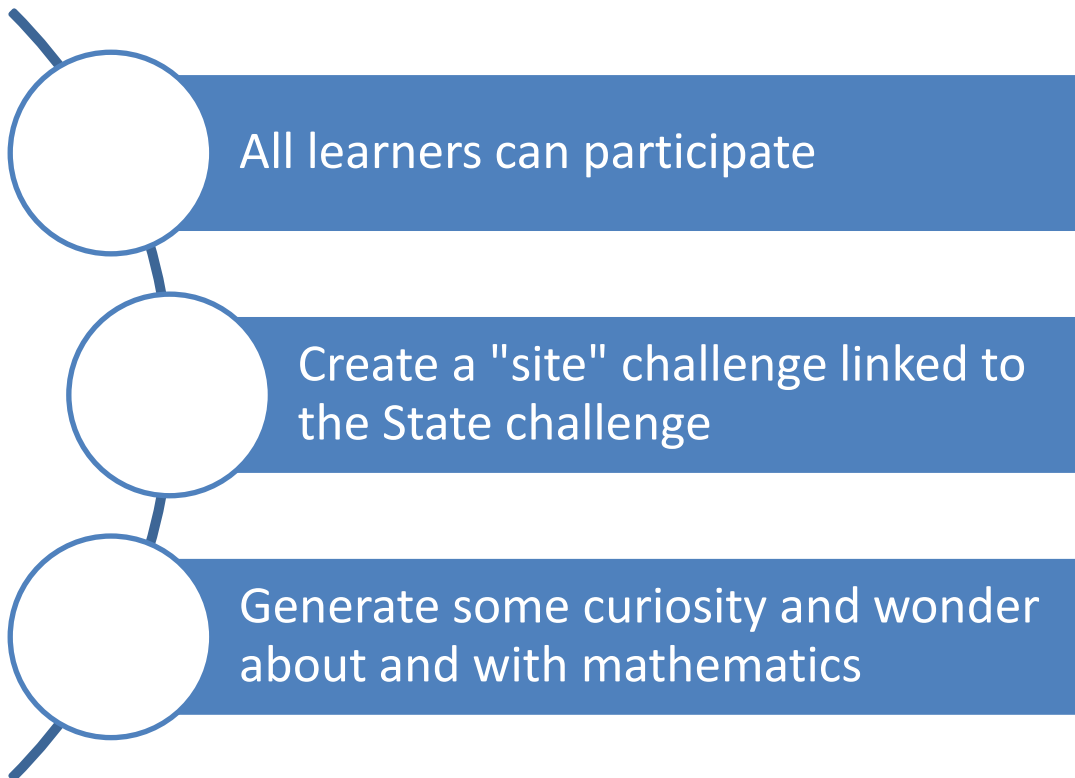 All learners can participate
Create a "site" challenge linked to
the State challenge
Generate some curiosity and wonder
about and with mathematics